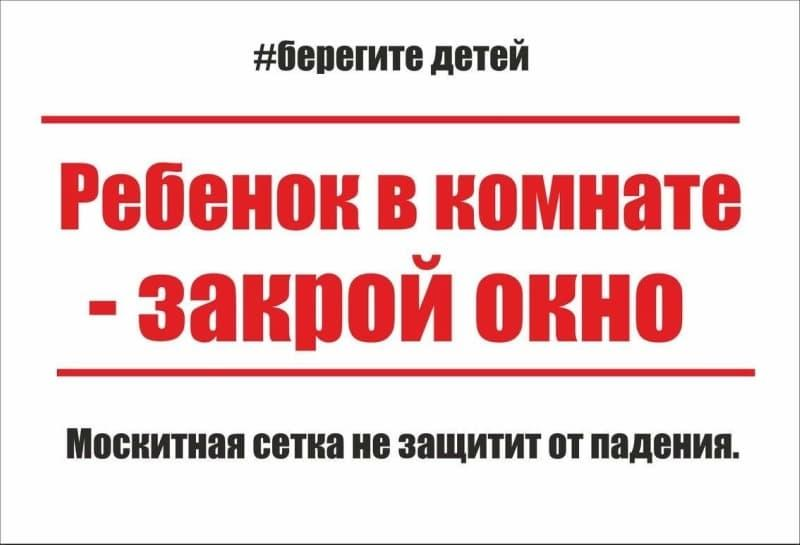 #берегите детей
Ребенок в комнате
- закрой окно
Москитная сетка не защитит от падения.